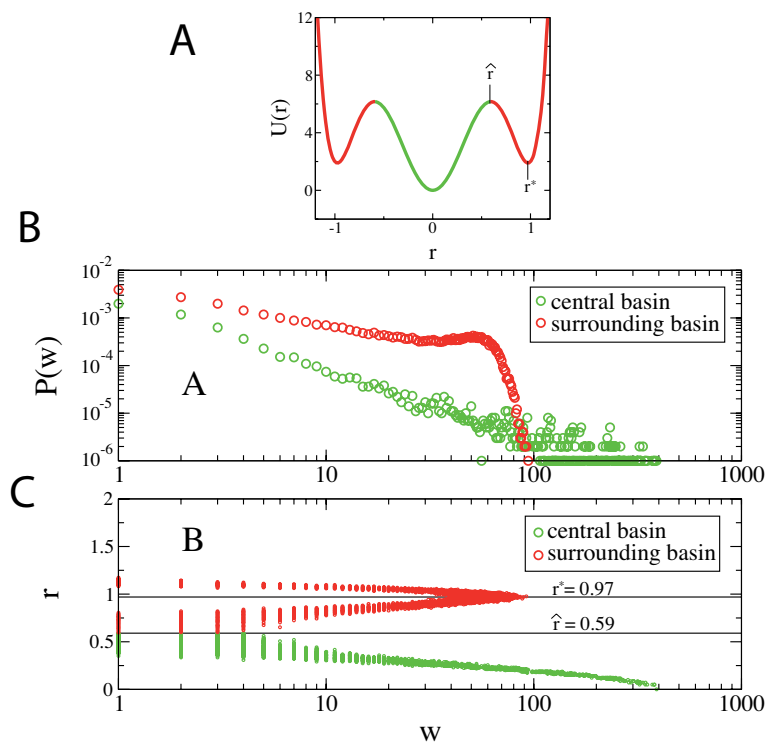 A
12
8
4
0
U(r)
r̂
r*
-1
0
1
r
B
10⁻²
10⁻³
10⁻⁴
10⁻⁵
10⁻⁶
P(w)
central basin
surrounding basin
A
1
10
100
1000
C
2
1.5
1
0.5
0
r
B
central basin
surrounding basin
r* = 0.97
r̂ = 0.59
1
10
100
1000
w